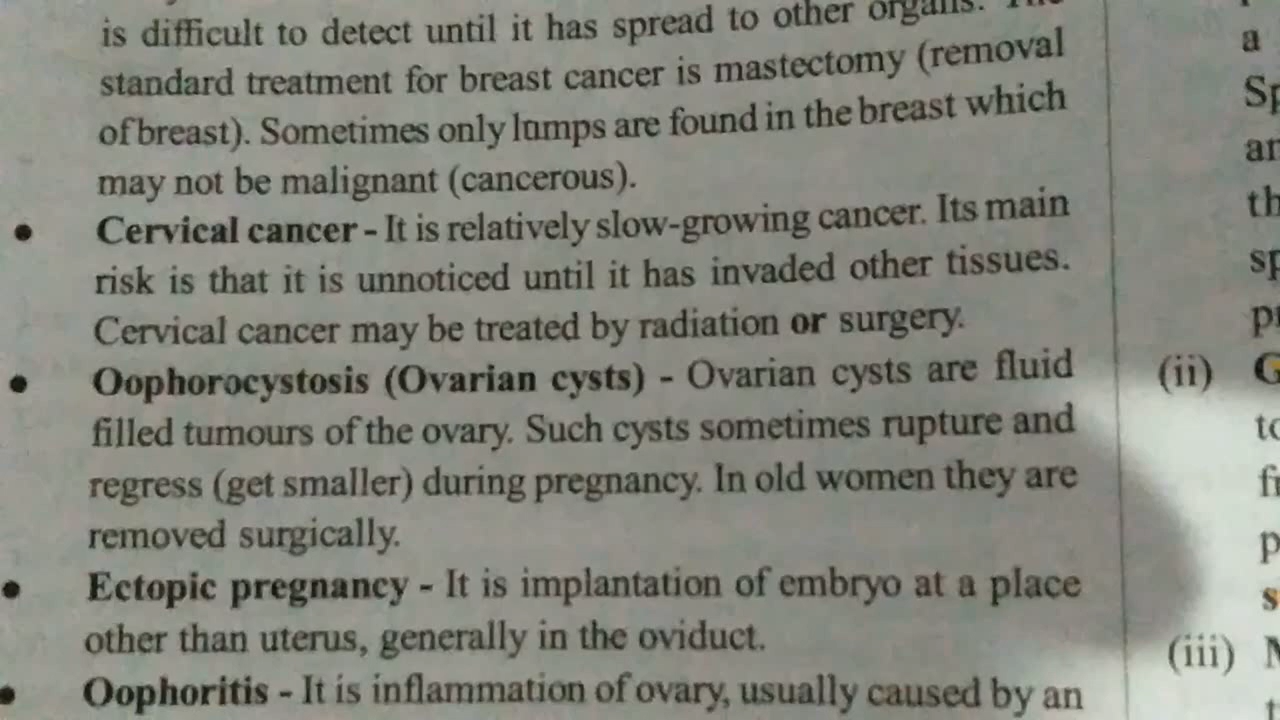 is difficult to detect until it has spread to other organs. The
standard treatment for breast cancer is mastectomy (removal
of breast). Sometimes only lumps are found in the breast which
may not be malignant (cancerous).
• Cervical cancer - It is relatively slow-growing cancer. Its main
risk is that it is unnoticed until it has invaded other tissues.
Cervical cancer may be treated by radiation or surgery.
• Oophorocystosis (Ovarian cysts) - Ovarian cysts are fluid
filled tumours of the ovary. Such cysts sometimes rupture and
regress (get smaller) during pregnancy. In old women they are
removed surgically.
• Ectopic pregnancy - It is implantation of embryo at a place
other than uterus, generally in the oviduct.
• Oophoritis - It is inflammation of ovary, usually caused by an
a
(ii)
(iii)